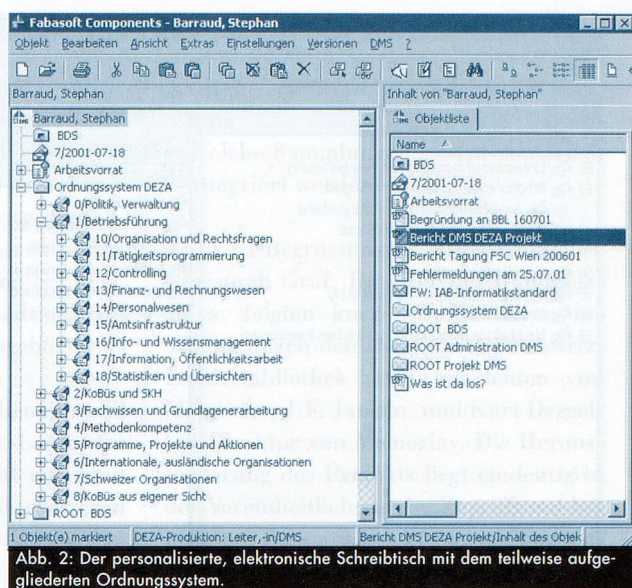 Fabasoft Components - Barraud, Stephan
Objekt Bearbeiten Ansicht Extras Einstellungen Versionen DMS ?
Barraud, Stephan
Barraud, Stephan
BDS
7/2001-07-18
Arbeitsvorrat
Ordnungssystem DEZA
0/Politik, Verwaltung
1/Betriebsführung
10/Organisation und Rechtsfragen
11/Tätigkeitsprogrammierung
12/Controlling
13/Finanz- und Rechnungswesen
14/Personalwesen
15/Amtsinfrastruktur
16/Info- und Wissensmanagement
17/Information, Öffentlichkeitsarbeit
18/Statistiken und Übersichten
2/KoBüs und SKH
3/Fachwissen und Grundlagenerarbeitung
4/Methodenkompetenz
5/Programme, Projekte und Aktionen
6/Internationale, ausländische Organisationen
7/Schweizer Organisationen
8/KoBüs aus eigener Sicht
ROOT BDS
Inhalt von "Barraud, Stephan"
Objektliste
Name
BDS
7/2001-07-18
Arbeitsvorrat
Begründung an BBL 160701
Bericht DMS DEZA Projekt
Bericht Tagung FSC Wien 200601
Fehlermeldungen am 25.07.01
FW: IAB-Informatikstandard
Ordnungssystem DEZA
ROOT BDS
ROOT Administration DMS
ROOT Projekt DMS
Was ist da los?
1 Objekt(e) markiert DEZA-Produktion: Leiter,-in/DMS Bericht DMS DEZA Projekt/Inhalt des Objek
Abb. 2: Der personalisierte, elektronische Schreibtisch mit dem teilweise aufge-
gliederten Ordnungssystem.